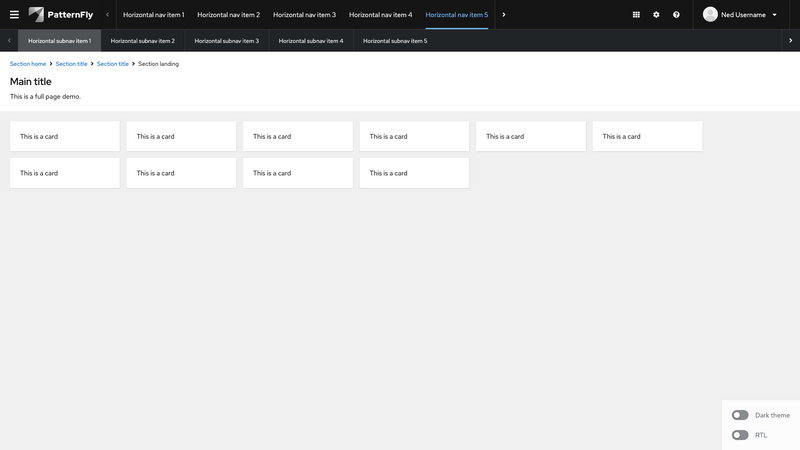 PatternFly
Horizontal nav item 1 Horizontal nav item 2 Horizontal nav item 3 Horizontal nav item 4 Horizontal nav item 5
Ned Username
Horizontal subnav item 1 Horizontal subnav item 2 Horizontal subnav item 3 Horizontal subnav item 4 Horizontal subnav item 5
Section home Section title Section title Section landing
Main title
This is a full page demo.
This is a card This is a card This is a card This is a card This is a card This is a card
This is a card This is a card This is a card This is a card
Dark theme
RTL